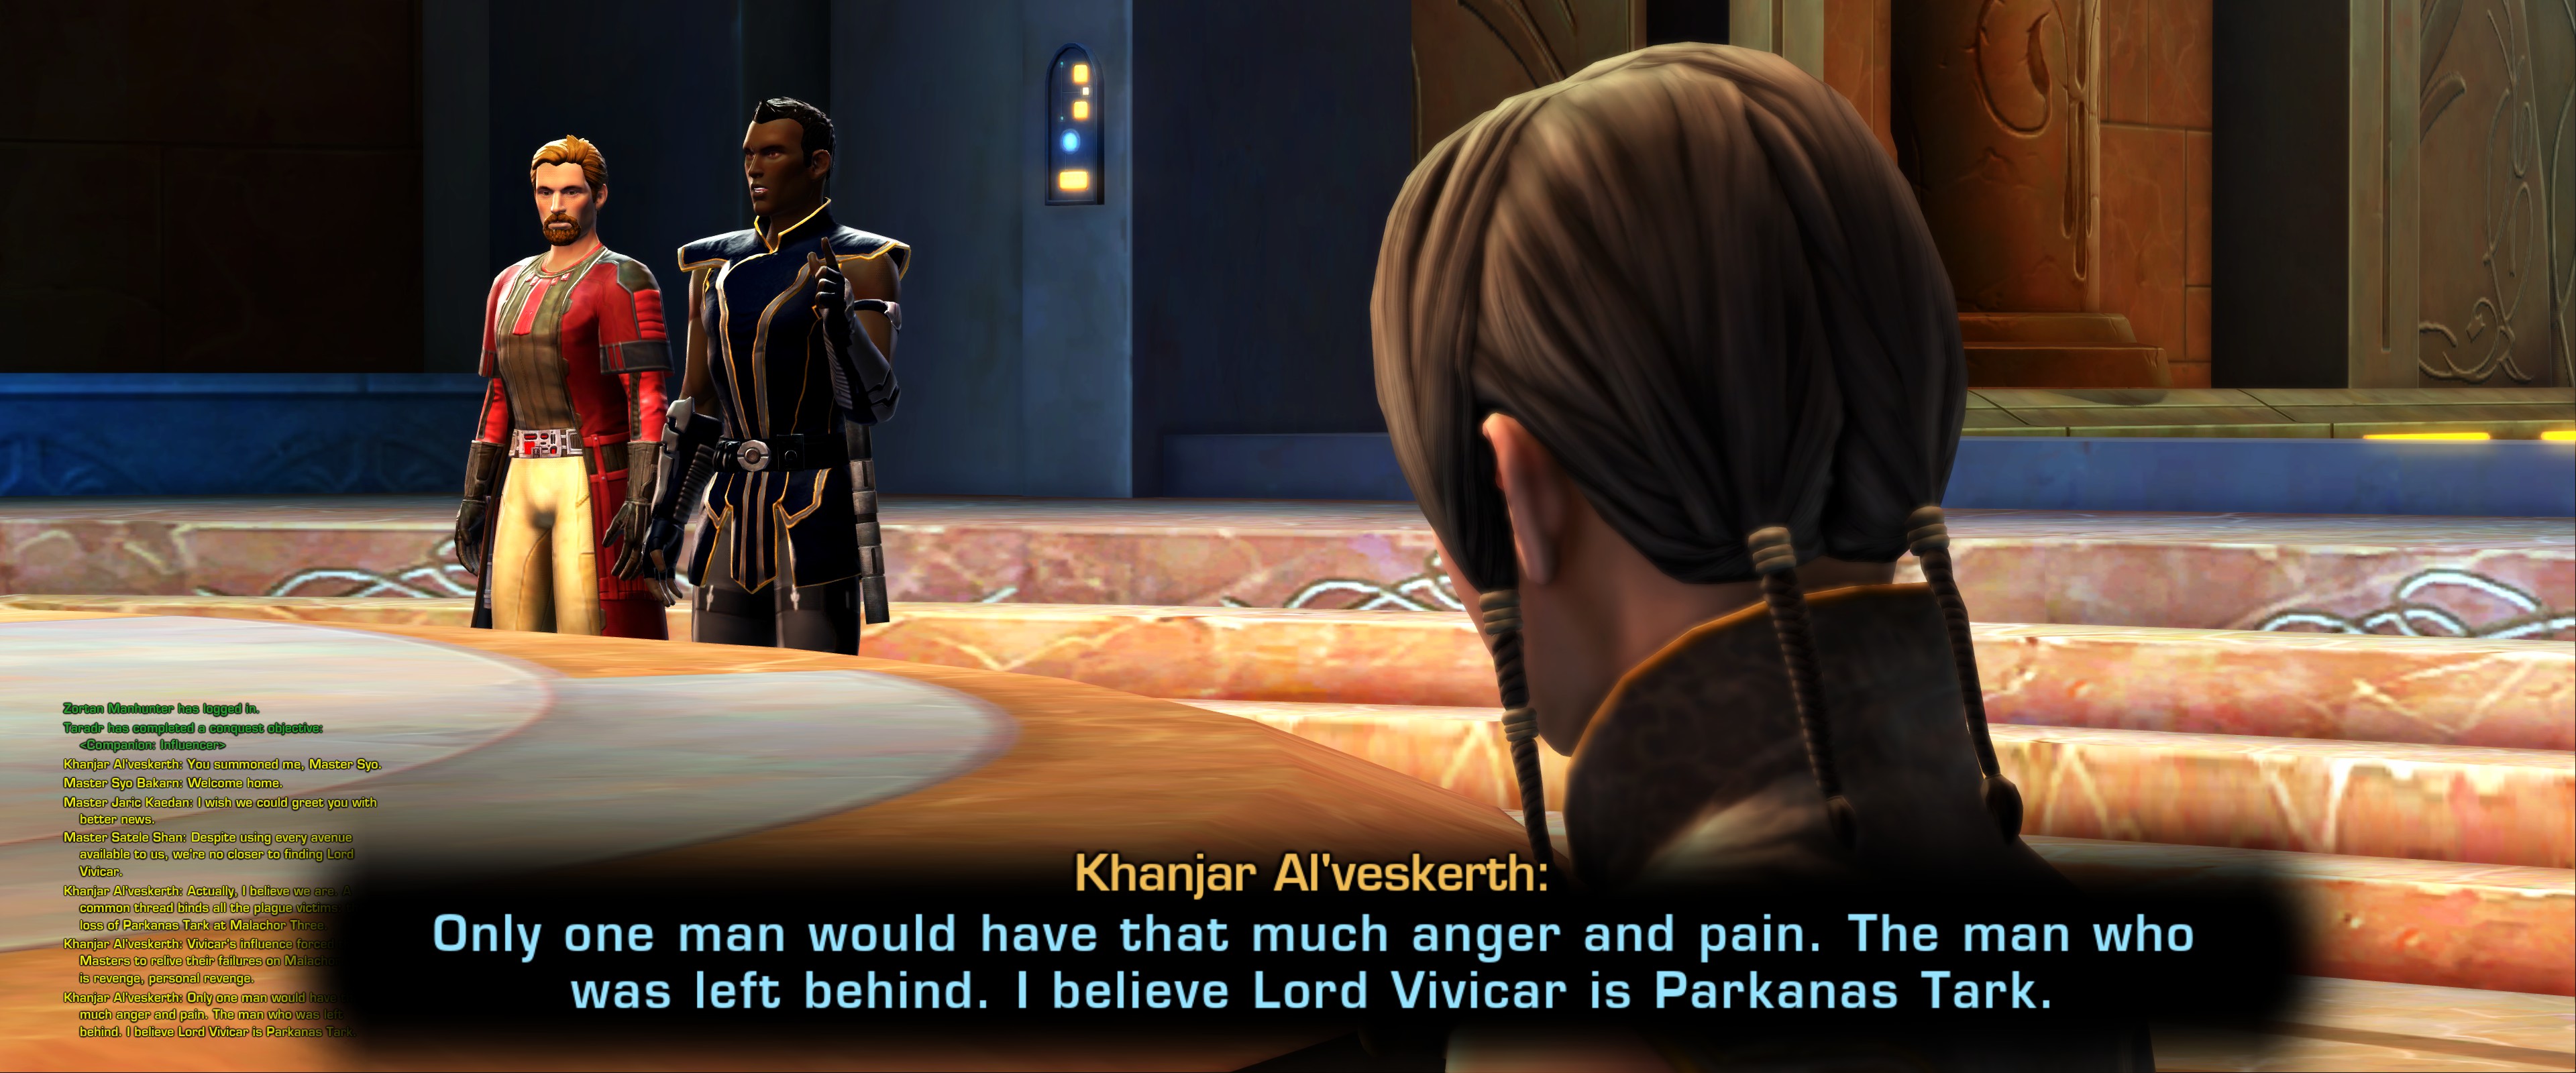 Zortan Manhunter has logged in.
Taradr has completed a conquest objective:
<Companion: Influencer>
Khanjar Al'veskerth: You summoned me, Master Syo.
Master Syo Bakarn: Welcome home.
Master Jaric Kaedan: I wish we could greet you with
better news.
Master Satele Shan: Despite using every avenue
available to us, we're no closer to finding Lord
Vivicar.
Khanjar Al'veskerth: Actually, I believe we are. A
common thread binds all the plague victims
loss of Parkanas Tark at Malachor Three.
Khanjar Al'veskerth: Vivicar's influence forced
Masters to relive their failures on
is revenge, personal revenge.
Khanjar Al'veskerth: Only one man would have
much anger and pain. The man who was left
behind. I believe Lord Vivicar is Parkanas Tark.
Khanjar Al'veskerth:
Only one man would have that much anger and pain. The man who
was left behind. I believe Lord Vivicar is Parkanas Tark.